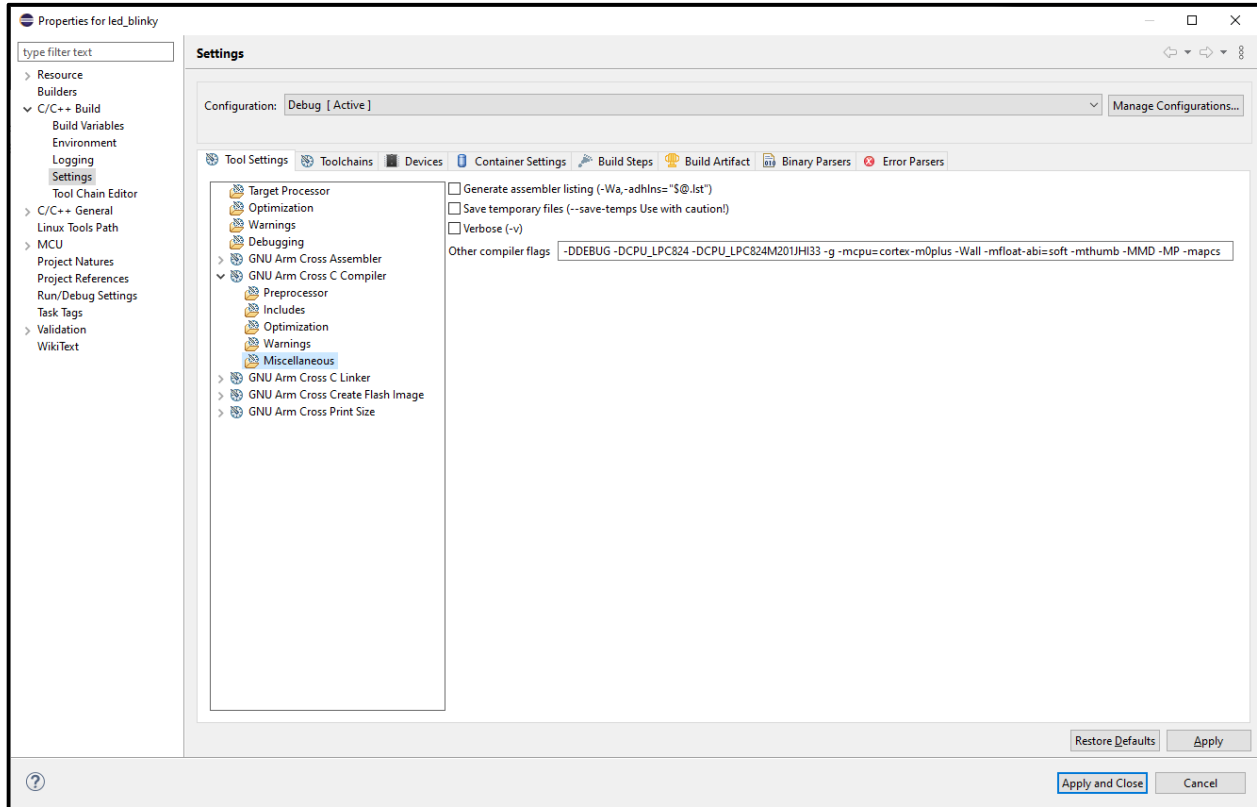 Properties for led_blinky
type filter text
Resource
Builders
C/C++ Build
Build Variables
Environment
Logging
Settings
Tool Chain Editor
C/C++ General
Linux Tools Path
MCU
Project Natures
Project References
Run/Debug Settings
Task Tags
Validation
WikiText
Settings
Configuration: Debug [ Active ] Manage Configurations...
Tool Settings Toolchains Devices Container Settings Build Steps Build Artifact Binary Parsers Error Parsers
Target Processor
Optimization
Warnings
Debugging
GNU Arm Cross Assembler
GNU Arm Cross C Compiler
Preprocessor
Includes
Optimization
Warnings
Miscellaneous
GNU Arm Cross C Linker
GNU Arm Cross Create Flash Image
GNU Arm Cross Print Size
Generate assembler listing (-Wa,-adhlns="$@.lst")
Save temporary files (--save-temps Use with caution!)
Verbose (-v)
Other compiler flags -DDEBUG -DCPU_LPC824 -DCPU_LPC824M201JHI33 -g -mcpu=cortex-m0plus -Wall -mfloat-abi=soft -mthumb -MMD -MP -mapcs
Restore Defaults Apply
? Apply and Close Cancel